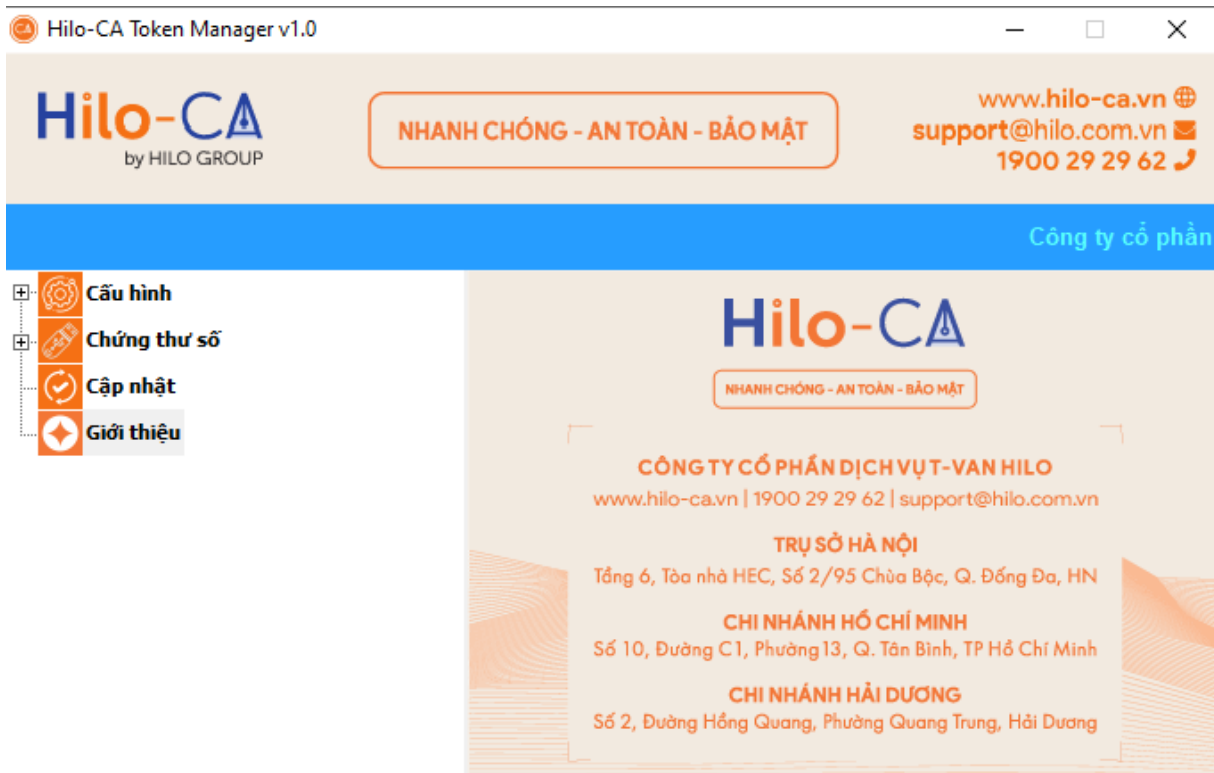 Hilo-CA Token Manager v1.0
Hilo-CA
by HILO GROUP
NHANH CHÓNG - AN TOÀN - BẢO MẬT
www.hilo-ca.vn
support@hilo.com.vn
1900 29 29 62
Công ty cổ phần
Cấu hình
Chứng thư số
Cập nhật
Giới thiệu
Hilo-CA
NHANH CHÓNG - AN TOÀN - BẢO MẬT
CÔNG TY CỔ PHẦN DỊCH VỤ T-VAN HILO
www.hilo-ca.vn | 1900 29 29 62 | support@hilo.com.vn
TRỤ SỞ HÀ NỘI
Tầng 6, Tòa nhà HEC, Số 2/95 Chùa Bộc, Q. Đống Đa, HN
CHI NHÁNH HỒ CHÍ MINH
Số 10, Đường C1, Phường 13, Q. Tân Bình, TP Hồ Chí Minh
CHI NHÁNH HẢI DƯƠNG
Số 2, Đường Hồng Quang, Phường Quang Trung, Hải Dương